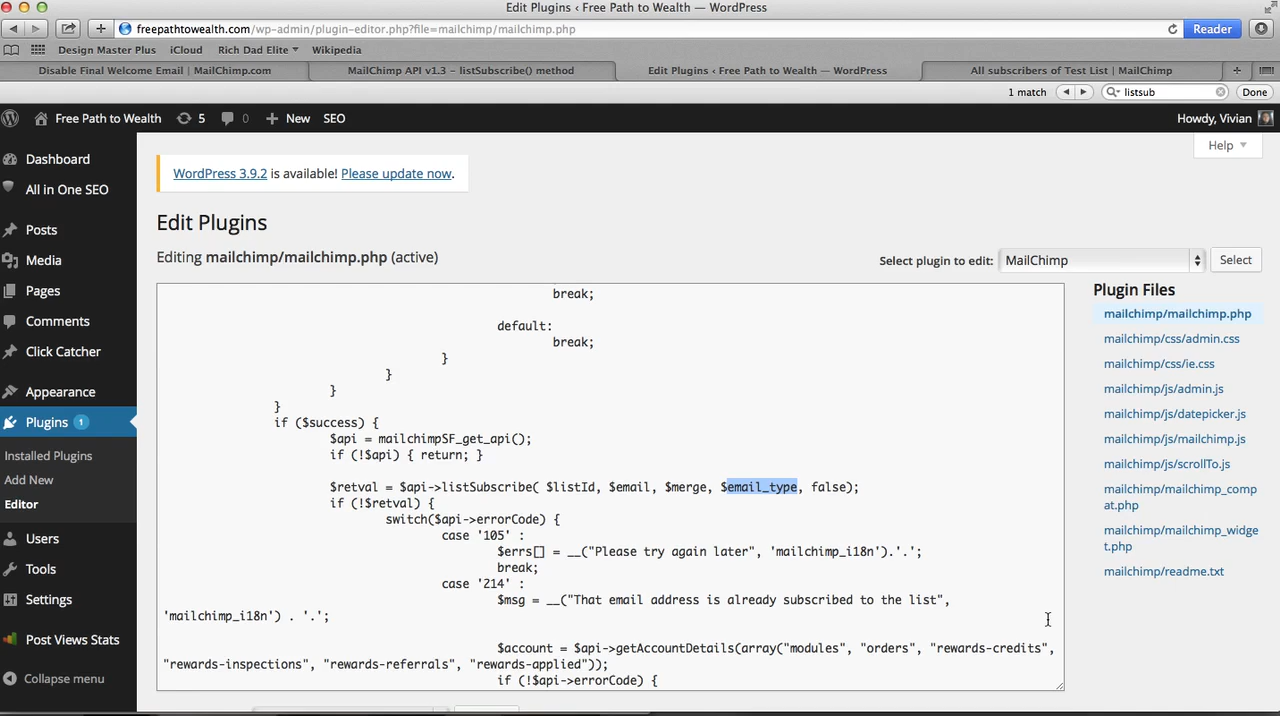 Edit Plugins ‹ Free Path to Wealth — WordPress
freepathtowealth.com/wp-admin/plugin-editor.php?file=mailchimp/mailchimp.php
Reader
Design Master Plus iCloud Rich Dad Elite Wikipedia
Disable Final Welcome Email | MailChimp.com MailChimp API v1.3 – listSubscribe() method Edit Plugins ‹ Free Path to Wealth — WordPress All subscribers of Test List | MailChimp
1 match listsub Done
Free Path to Wealth 5 0 New SEO Howdy, Vivian
Help
Dashboard
All in One SEO
Posts
Media
Pages
Comments
Click Catcher
Appearance
Plugins 1
Installed Plugins
Add New
Editor
Users
Tools
Settings
Post Views Stats
Collapse menu
WordPress 3.9.2 is available! Please update now.
Edit Plugins
Editing mailchimp/mailchimp.php (active)
Select plugin to edit: MailChimp Select
break;
default:
break;
}
}
}
}
if ($success) {
$api = mailchimpSF_get_api();
if (!$api) { return; }
$retval = $api->listSubscribe( $listId, $email, $merge, $email_type, false);
if (!$retval) {
switch($api->errorCode) {
case '105' :
$errs[] = __("Please try again later", 'mailchimp_i18n').'.';
break;
case '214' :
$msg = __("That email address is already subscribed to the list",
'mailchimp_i18n') . '.';
$account = $api->getAccountDetails(array("modules", "orders", "rewards-credits",
"rewards-inspections", "rewards-referrals", "rewards-applied"));
if (!$api->errorCode) {
Plugin Files
mailchimp/mailchimp.php
mailchimp/css/admin.css
mailchimp/css/ie.css
mailchimp/js/admin.js
mailchimp/js/datepicker.js
mailchimp/js/mailchimp.js
mailchimp/js/scrollTo.js
mailchimp/mailchimp_comp
at.php
mailchimp/mailchimp_widge
t.php
mailchimp/readme.txt